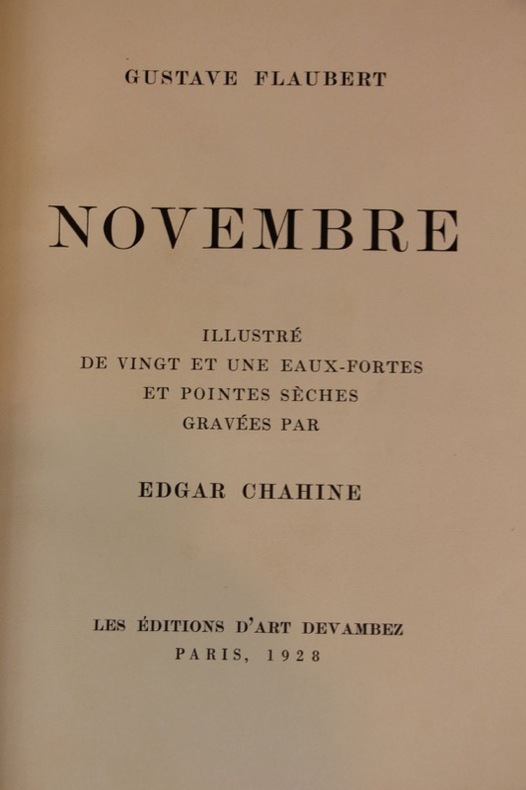 GUSTAVE FLAUBERT
NOVEMBRE
ILLUSTRÉ
DE VINGT ET UNE EAUX-FORTES
ET POINTES SÈCHES
GRAVÉES PAR
EDGAR CHAHINE
LES ÉDITIONS D'ART DEVAMBEZ
PARIS, 1928